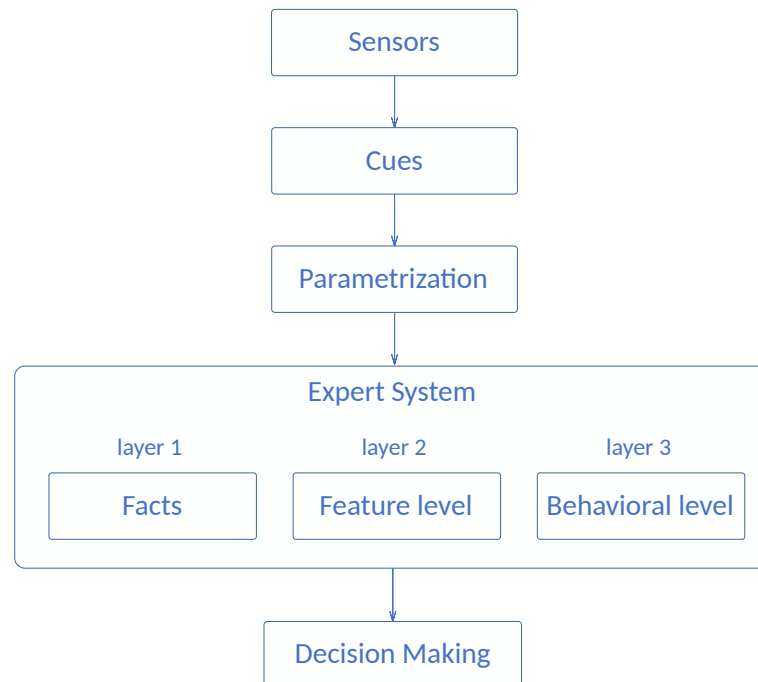 Sensors
Cues
Parametrization
Expert System
layer 1 layer 2 layer 3
Facts Feature level Behavioral level
Decision Making